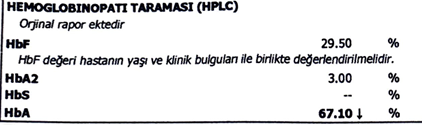 HEMOGLOBINOPATI TARAMASI (HPLC)
Orjinal rapor ektedir
HbF 29.50 %
HbF değeri hastanın yaşı ve klinik bulguları ile birlikte değerlendirilmelidir.
HbA2 3.00 %
HbS -- %
HbA 67.10 ↓ %